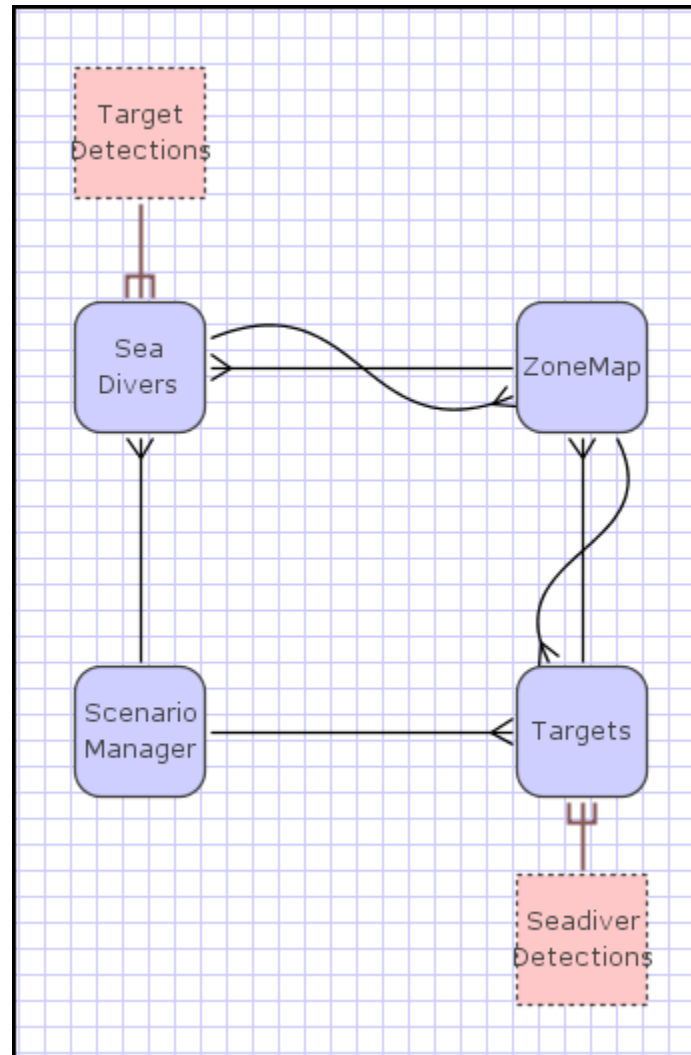 Target
Detections
Sea
Divers
ZoneMap
Scenario
Manager
Targets
Seadiver
Detections